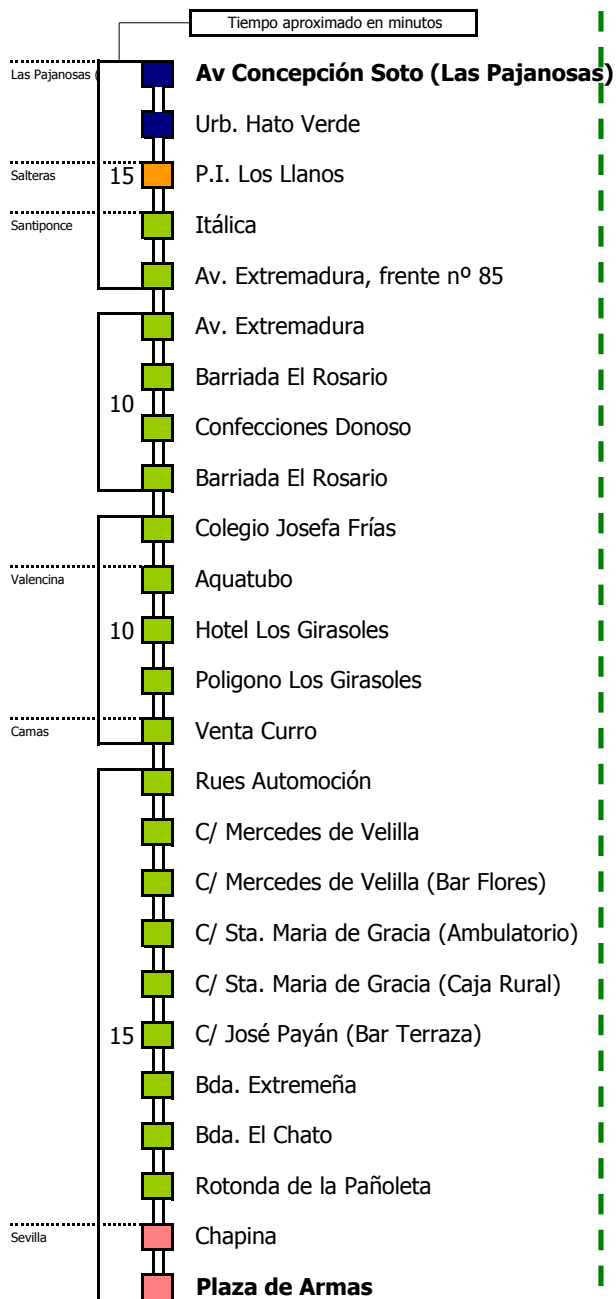 Tiempo aproximado en minutos
Las Pajanosas (
Av Concepción Soto (Las Pajanosas)
Urb. Hato Verde
Salteras
15
P.I. Los Llanos
Santiponce
Itálica
Av. Extremadura, frente nº 85
Av. Extremadura
Barriada El Rosario
10
Confecciones Donoso
Barriada El Rosario
Colegio Josefa Frías
Valencina
Aquatubo
10
Hotel Los Girasoles
Poligono Los Girasoles
Camas
Venta Curro
Rues Automoción
C/ Mercedes de Velilla
C/ Mercedes de Velilla (Bar Flores)
C/ Sta. Maria de Gracia (Ambulatorio)
C/ Sta. Maria de Gracia (Caja Rural)
15
C/ José Payán (Bar Terraza)
Bda. Extremeña
Bda. El Chato
Rotonda de la Pañoleta
Sevilla
Chapina
Plaza de Armas